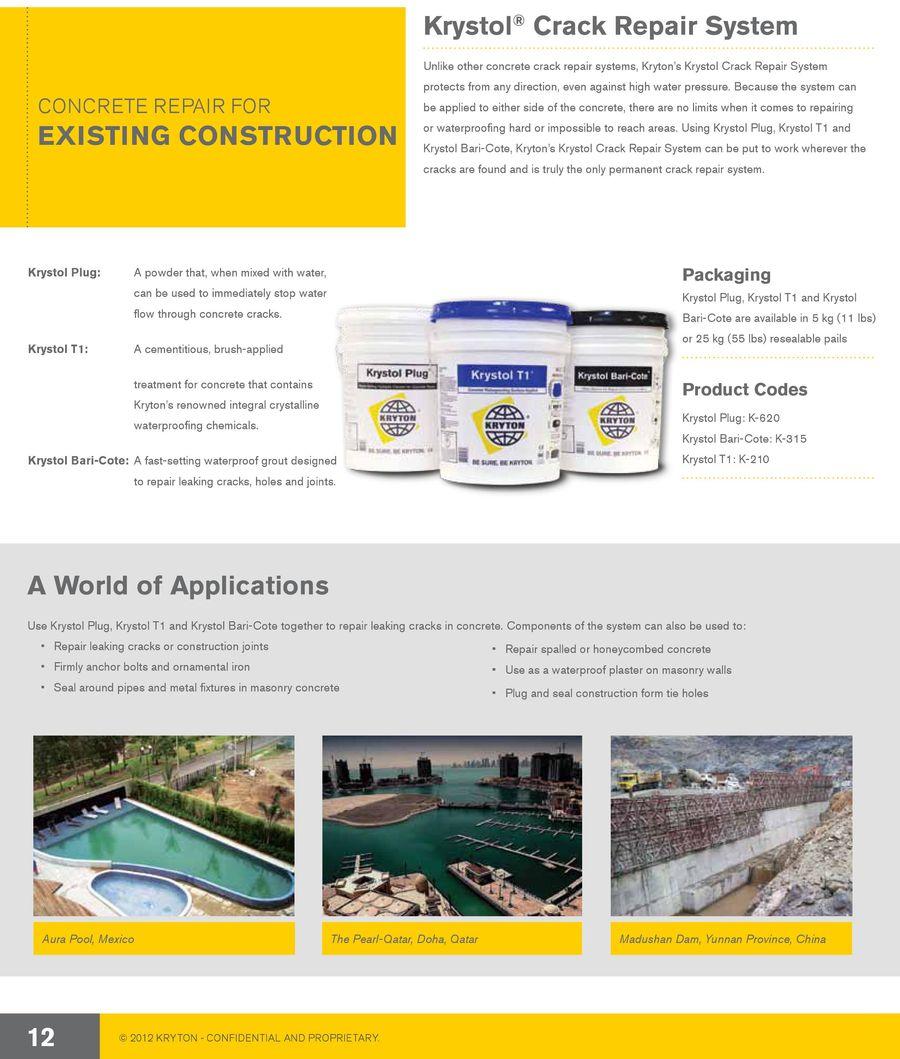 CONCRETE REPAIR FOR
EXISTING CONSTRUCTION
Krystol® Crack Repair System
Unlike other concrete crack repair systems, Kryton's Krystol Crack Repair System
protects from any direction, even against high water pressure. Because the system can
be applied to either side of the concrete, there are no limits when it comes to repairing
or waterproofing hard or impossible to reach areas. Using Krystol Plug, Krystol T1 and
Krystol Bari-Cote, Kryton's Krystol Crack Repair System can be put to work wherever the
cracks are found and is truly the only permanent crack repair system.
Krystol Plug: A powder that, when mixed with water,
can be used to immediately stop water
flow through concrete cracks.
Krystol T1: A cementitious, brush-applied
treatment for concrete that contains
Kryton's renowned integral crystalline
waterproofing chemicals.
Krystol Bari-Cote: A fast-setting waterproof grout designed
to repair leaking cracks, holes and joints.
Krystol Plug
KRYTON
BE SURE. BE KRYTON.
Krystol T1
KRYTON
BE SURE. BE KRYTON.
Krystol Bari-Cote
KRYTON
BE SURE. BE KRYTON.
Packaging
Krystol Plug, Krystol T1 and Krystol
Bari-Cote are available in 5 kg (11 lbs)
or 25 kg (55 lbs) resealable pails
Product Codes
Krystol Plug: K-620
Krystol Bari-Cote: K-315
Krystol T1: K-210
A World of Applications
Use Krystol Plug, Krystol T1 and Krystol Bari-Cote together to repair leaking cracks in concrete. Components of the system can also be used to:
• Repair leaking cracks or construction joints
• Firmly anchor bolts and ornamental iron
• Seal around pipes and metal fixtures in masonry concrete
• Repair spalled or honeycombed concrete
• Use as a waterproof plaster on masonry walls
• Plug and seal construction form tie holes
Aura Pool, Mexico
The Pearl-Qatar, Doha, Qatar
Madushan Dam, Yunnan Province, China
12
© 2012 KRYTON - CONFIDENTIAL AND PROPRIETARY.